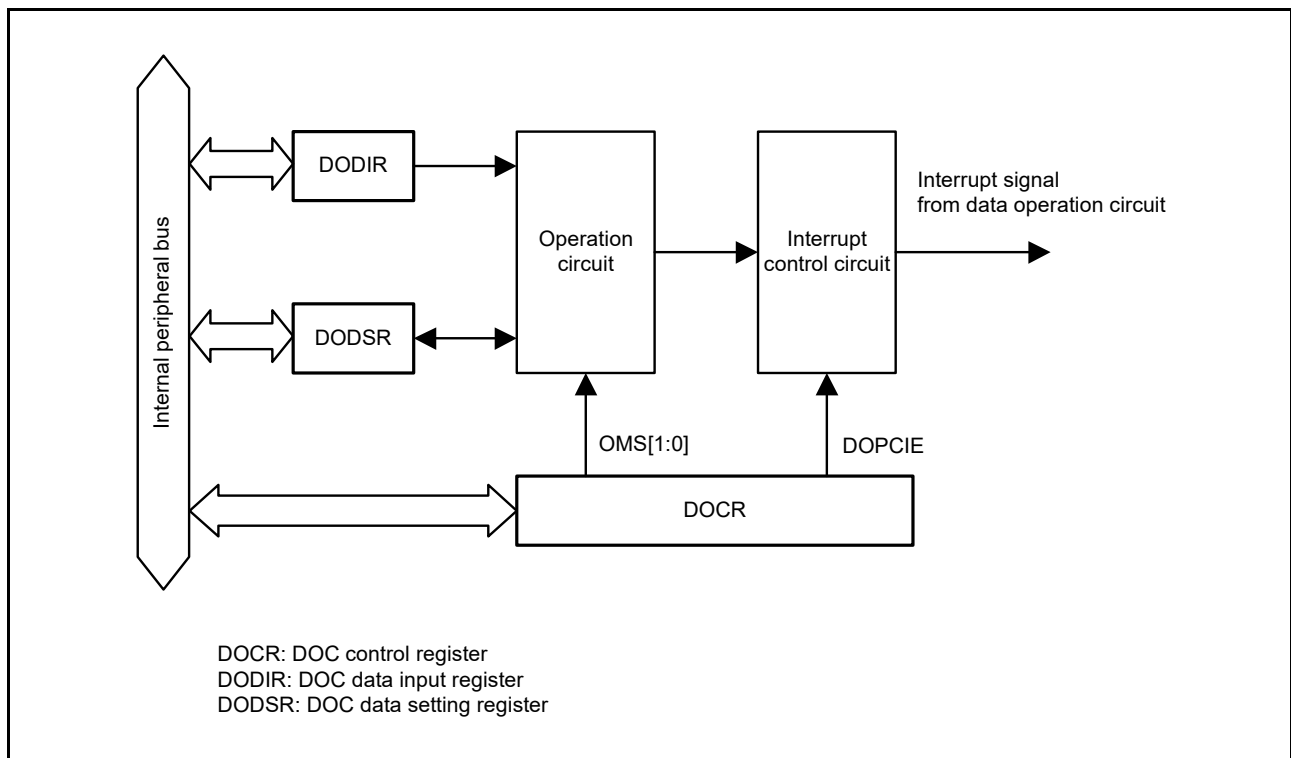 Internal peripheral bus
DODIR
DODSR
Operation
circuit
Interrupt
control circuit
Interrupt signal
from data operation circuit
OMS[1:0]
DOPCIE
DOCR
DOCR: DOC control register
DODIR: DOC data input register
DODSR: DOC data setting register